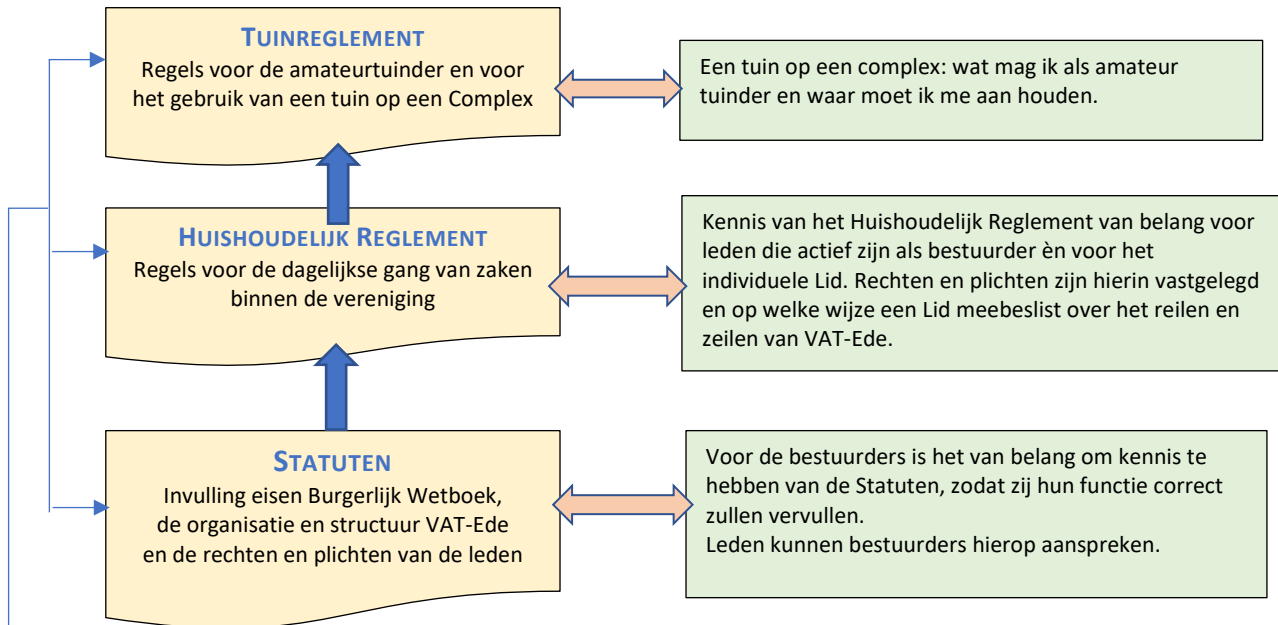 TUINREGLEMENT
Regels voor de amateurtuinder en voor
het gebruik van een tuin op een Complex
Een tuin op een complex: wat mag ik als amateur
tuinder en waar moet ik me aan houden.
HUISHOUDELIJK REGLEMENT
Regels voor de dagelijkse gang van zaken
binnen de vereniging
Kennis van het Huishoudelijk Reglement van belang voor
leden die actief zijn als bestuurder èn voor het
individuele Lid. Rechten en plichten zijn hierin vastgelegd
en op welke wijze een Lid meebeslist over het reilen en
zeilen van VAT-Ede.
STATUTEN
Invulling eisen Burgerlijk Wetboek,
de organisatie en structuur VAT-Ede
en de rechten en plichten van de leden
Voor de bestuurders is het van belang om kennis te
hebben van de Statuten, zodat zij hun functie correct
zullen vervullen.
Leden kunnen bestuurders hierop aanspreken.